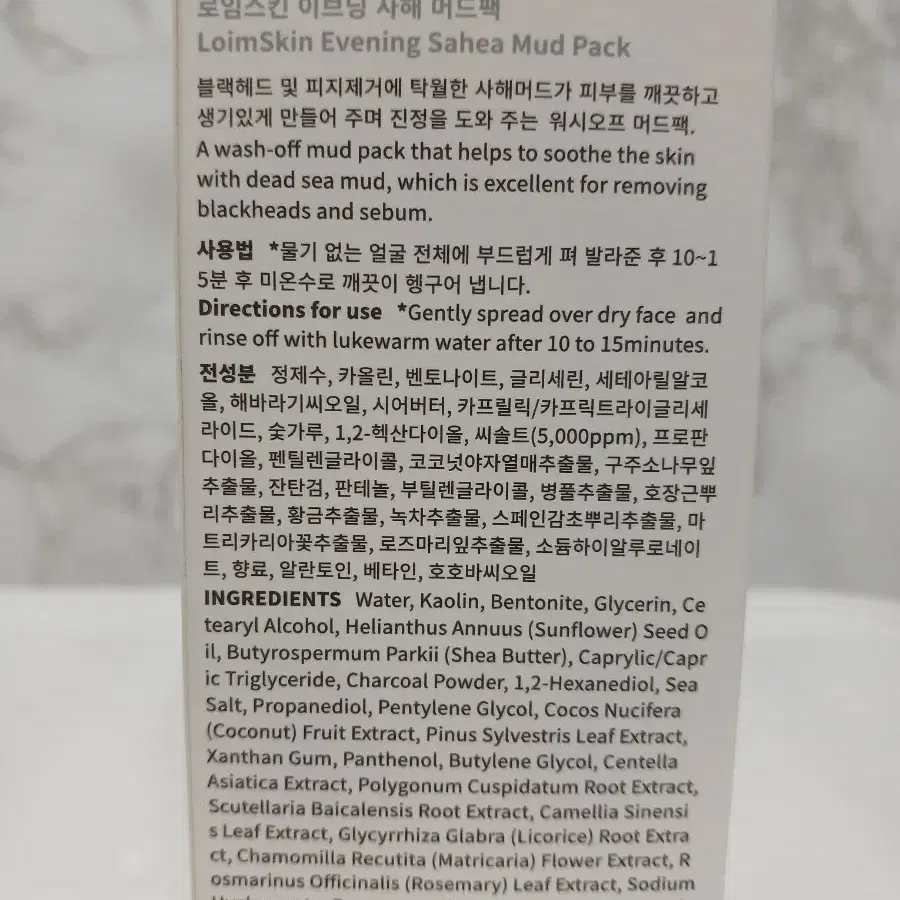 로임스킨 이브닝 사해 머드팩
LoimSkin Evening Sahea Mud Pack
블랙헤드 및 피지제거에 탁월한 사해머드가 피부를 깨끗하고
생기있게 만들어 주며 진정을 도와 주는 워시오프 머드팩.
A wash-off mud pack that helps to soothe the skin
with dead sea mud, which is excellent for removing
blackheads and sebum.
사용법 *물기 없는 얼굴 전체에 부드럽게 펴 발라준 후 10~1
5분 후 미온수로 깨끗이 헹구어 냅니다.
Directions for use *Gently spread over dry face and
rinse off with lukewarm water after 10 to 15minutes.
전성분 정제수, 카올린, 벤토나이트, 글리세린, 세테아릴알코
올, 해바라기씨오일, 시어버터, 카프릴릭/카프릭트라이글리세
라이드, 숯가루, 1,2-헥산다이올, 씨솔트(5,000ppm), 프로판
다이올, 펜틸렌글라이콜, 코코넛야자열매추출물, 구주소나무잎
추출물, 잔탄검, 판테놀, 부틸렌글라이콜, 병풀추출물, 호장근뿌
리추출물, 황금추출물, 녹차추출물, 스페인감초뿌리추출물, 마
트리카리아꽃추출물, 로즈마리잎추출물, 소듐하이알루로네이
트, 향료, 알란토인, 베타인, 호호바씨오일
INGREDIENTS Water, Kaolin, Bentonite, Glycerin, Ce
tearyl Alcohol, Helianthus Annuus (Sunflower) Seed O
il, Butyrospermum Parkii (Shea Butter), Caprylic/Capr
ic Triglyceride, Charcoal Powder, 1,2-Hexanediol, Sea
Salt, Propanediol, Pentylene Glycol, Cocos Nucifera
(Coconut) Fruit Extract, Pinus Sylvestris Leaf Extract,
Xanthan Gum, Panthenol, Butylene Glycol, Centella
Asiatica Extract, Polygonum Cuspidatum Root Extract,
Scutellaria Baicalensis Root Extract, Camellia Sinensi
s Leaf Extract, Glycyrrhiza Glabra (Licorice) Root Extra
ct, Chamomilla Recutita (Matricaria) Flower Extract, R
osmarinus Officinalis (Rosemary) Leaf Extract, Sodium